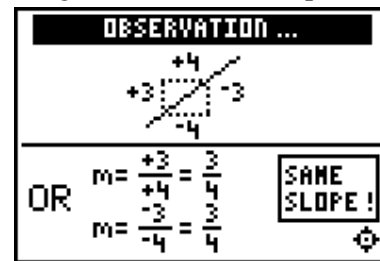 OBSERVATION ...
+4
+3 -3
-4
OR
m= +3/+4 = 3/4
m= -3/-4 = 3/4
SAME
SLOPE!